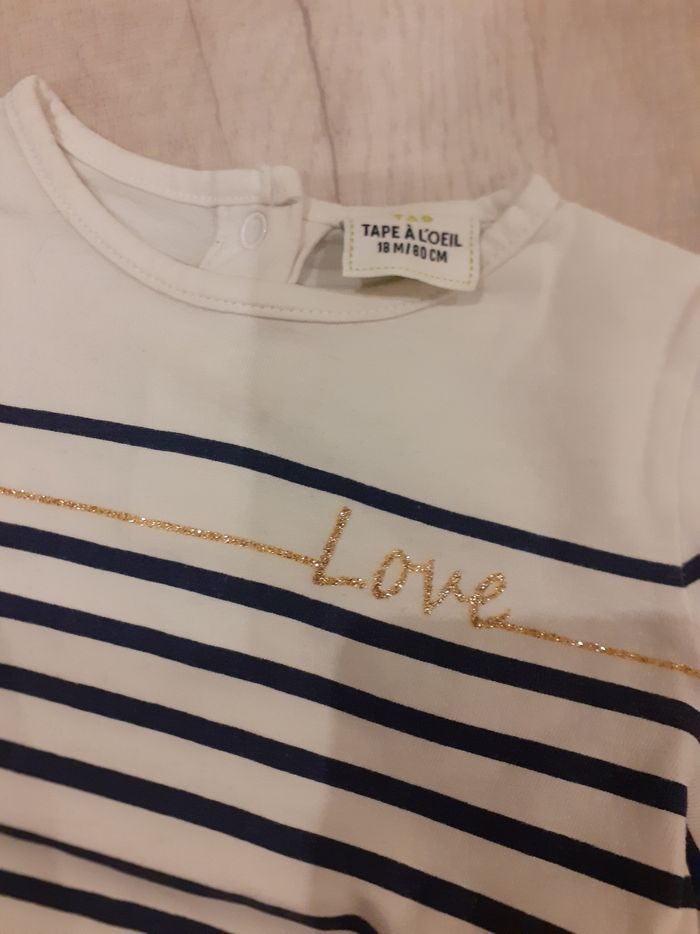 TAO
TAPE À L'OEIL
18 M/80 CM
Love